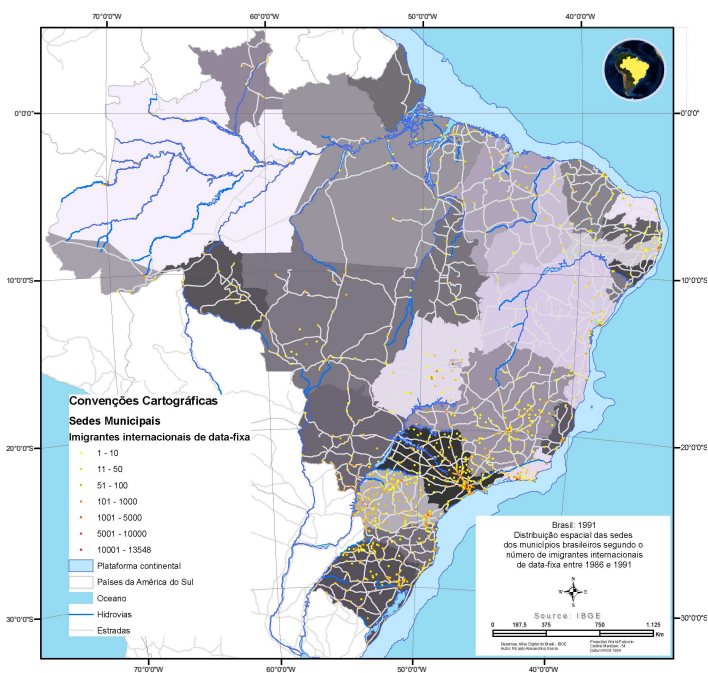 70°0'0"W
60°0'0"W
50°0'0"W
40°0'0"W
0°0'0"
0°0'0"
10°0'0"S
10°0'0"S
20°0'0"S
20°0'0"S
30°0'0"S
30°0'0"S
Convenções Cartográficas
Sedes Municipais
Imigrantes internacionais de data-fixa
1 - 10
11 - 50
51 - 100
101 - 1000
1001 - 5000
5001 - 10000
10001 - 13548
Plataforma continental
Países da América do Sul
Oceano
Hidrovias
Estradas
Brasil: 1991
Distribuição espacial das sedes
dos municípios brasileiros segundo o
número de imigrantes internacionais
de data-fixa entre 1986 e 1991
N
W E
S
Source: IBGE
0 187.5 375 750 1.125
Km
70°0'0"W
60°0'0"W
50°0'0"W
40°0'0"W